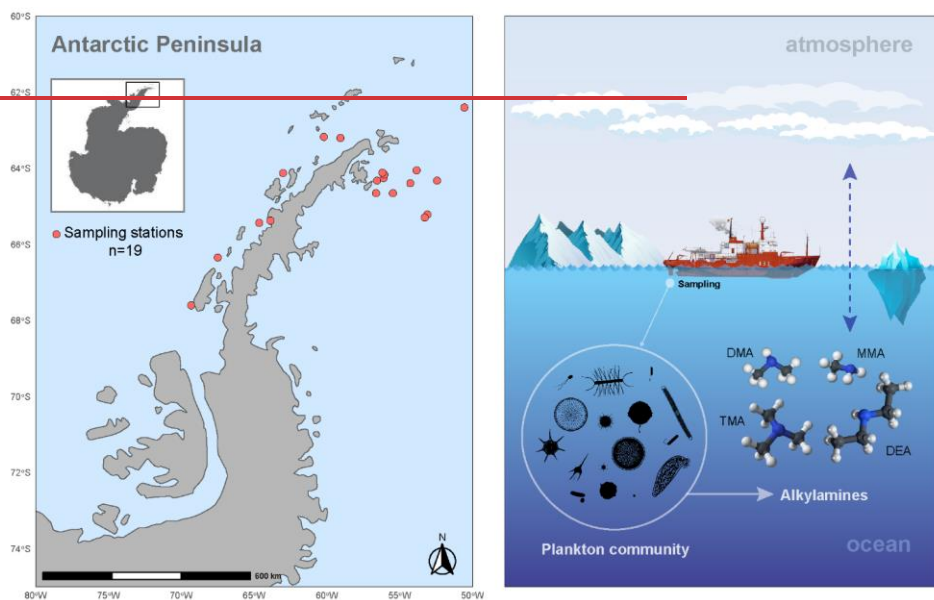 60°S
62°S
64°S
66°S
68°S
70°S
72°S
74°S
Antarctic Peninsula
Sampling stations
n=19
N
600 km
80°W
75°W
70°W
65°W
60°W
55°W
50°W
atmosphere
Sampling
DMA
MMA
TMA
DEA
Alkylamines
Plankton community
ocean